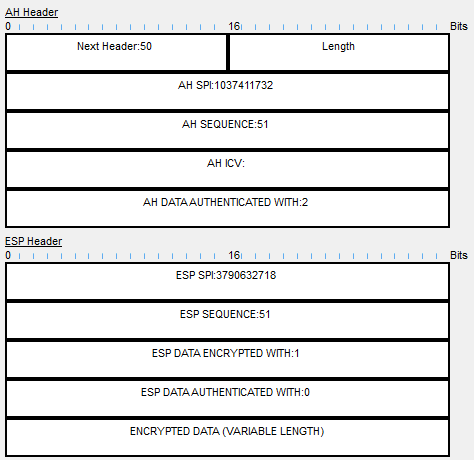 AH Header
0 16 Bits
Next Header:50 Length
AH SPI:1037411732
AH SEQUENCE:51
AH ICV:
AH DATA AUTHENTICATED WITH:2
ESP Header
0 16 Bits
ESP SPI:3790632718
ESP SEQUENCE:51
ESP DATA ENCRYPTED WITH:1
ESP DATA AUTHENTICATED WITH:0
ENCRYPTED DATA (VARIABLE LENGTH)